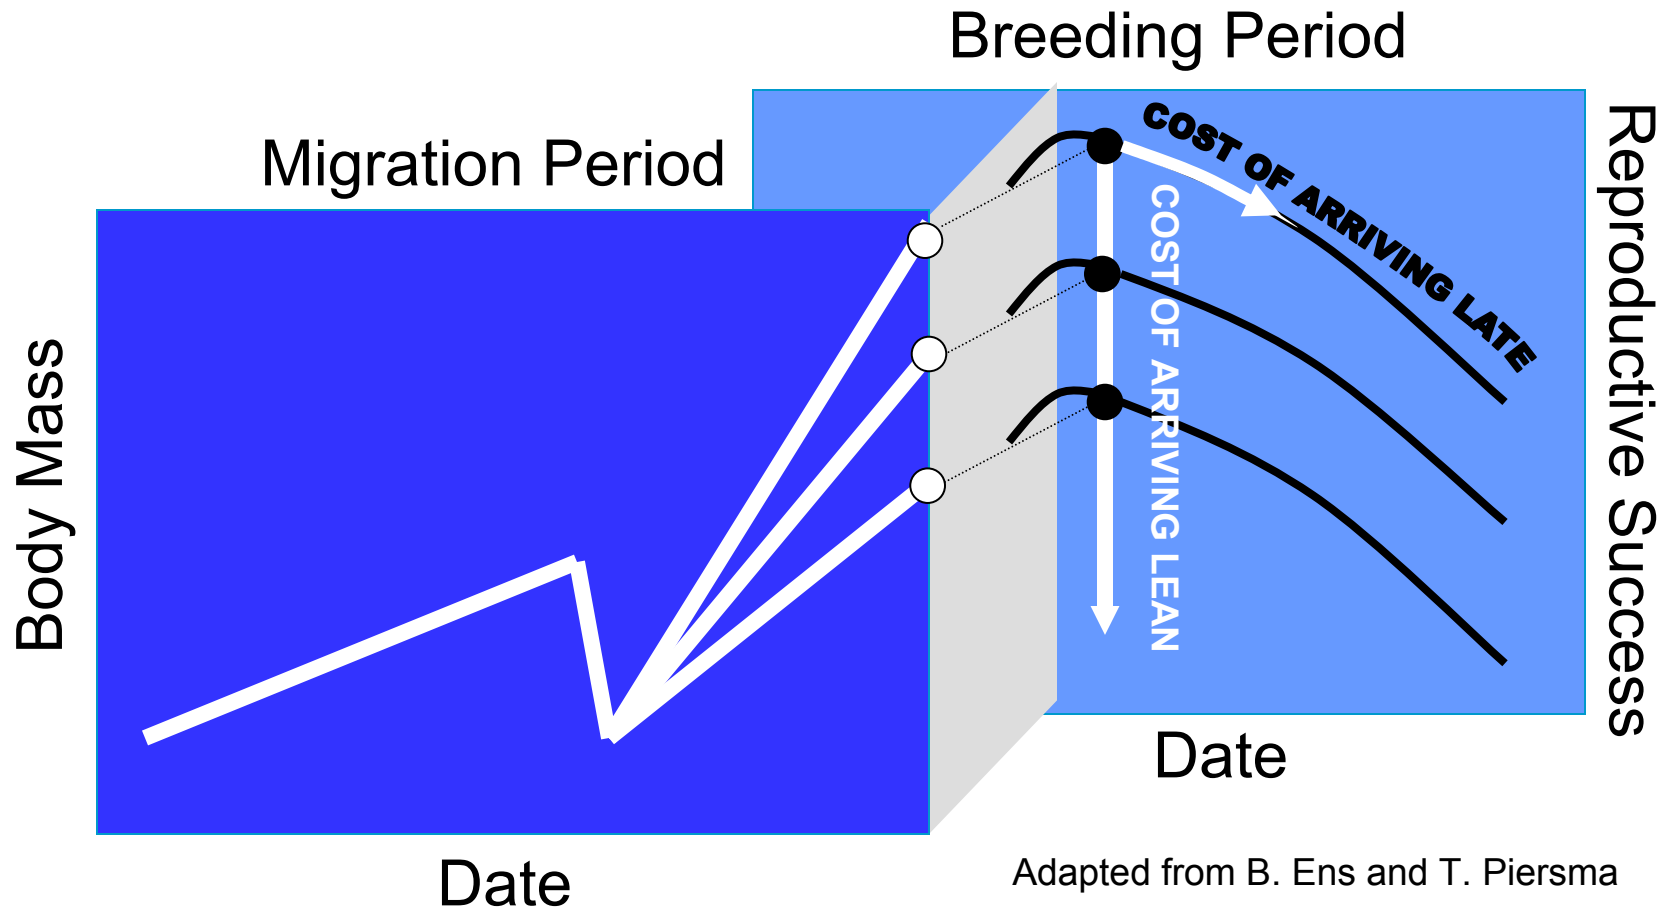 Breeding Period
Migration Period
COST OF ARRIVING LATE
COST OF ARRIVING LEAN
Body Mass
Reproductive Success
Date
Date
Adapted from B. Ens and T. Piersma